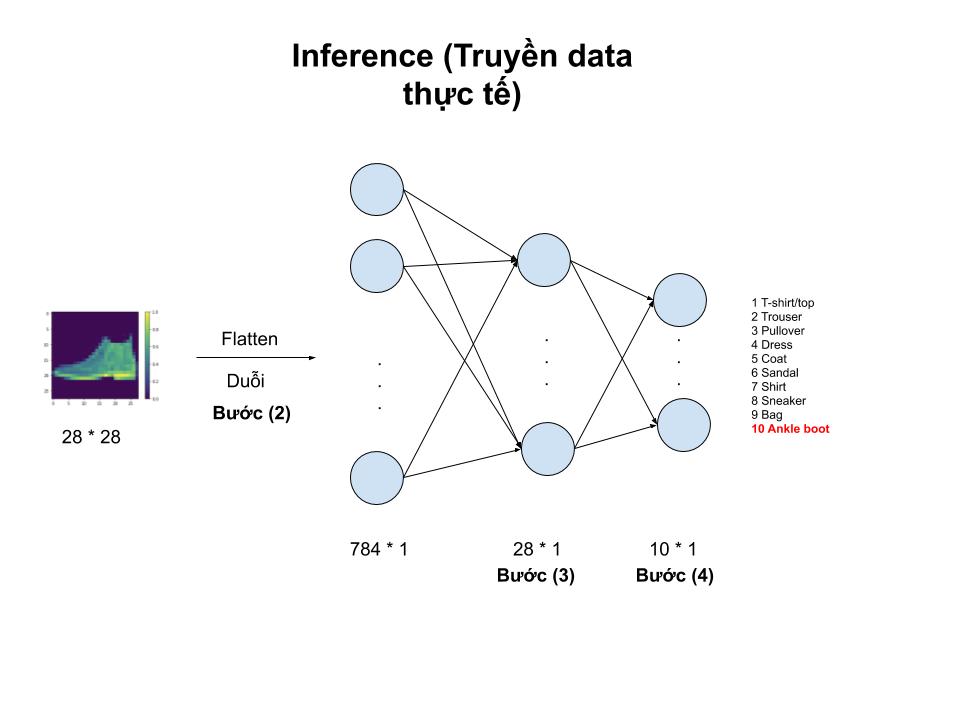 Inference (Truyền data
thực tế)
Flatten
Duỗi
Bước (2)
28 * 28
1 T-shirt/top
2 Trouser
3 Pullover
4 Dress
5 Coat
6 Sandal
7 Shirt
8 Sneaker
9 Bag
10 Ankle boot
784 * 1
28 * 1
10 * 1
Bước (3)
Bước (4)